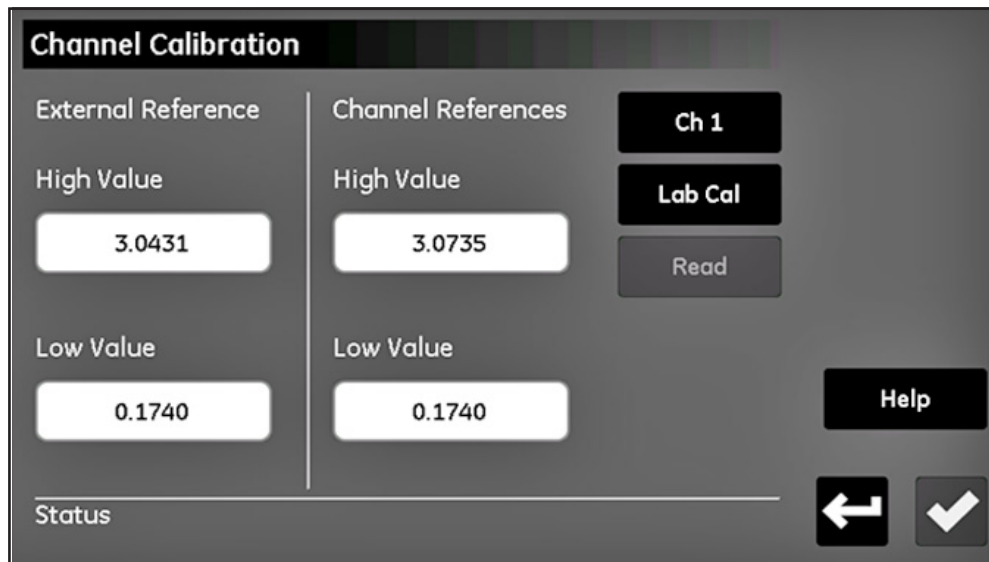 Channel Calibration
External Reference
High Value
3.0431
Low Value
0.1740
Channel References
High Value
3.0735
Low Value
0.1740
Ch 1
Lab Cal
Read
Help
Status